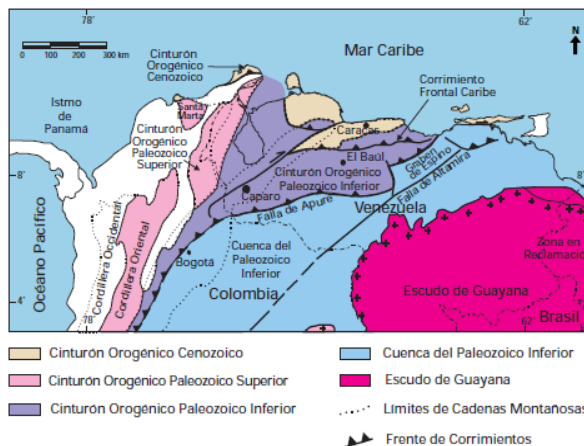 78˚
62˚
0 100 200 300 km
N
Cinturón
Orogénico
Cenozoico
Mar Caribe
Istmo
de
Panamá
Santa
Marta
Corrimiento
Frontal Caribe
Cinturón
Orogénico
Paleozoico
Superior
Caracas
El Baúl
Cinturón Orogénico
Paleozoico Inferior
Graben
de Espino
Falla de Altamira
8˚
8˚
Caparo
Falla de Apure
Venezuela
Océano Pacífico
Cordillera Occidental
Cordillera Oriental
Bogotá
Cuenca del
Paleozoico
Inferior
Zona en
Reclamación
Colombia
Escudo de Guayana
4˚
78˚
62˚
Brasil
Cinturón Orogénico Cenozoico
Cinturón Orogénico Paleozoico Superior
Cinturón Orogénico Paleozoico Inferior
Cuenca del Paleozoico Inferior
Escudo de Guayana
Límites de Cadenas Montañosas
Frente de Corrimientos